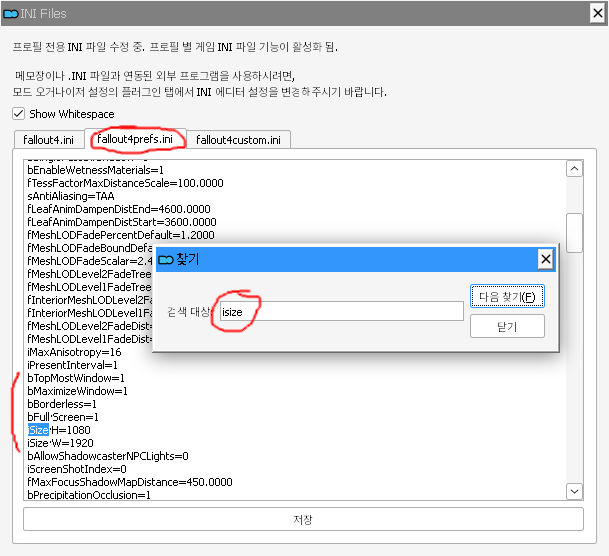 INI Files
프로필 전용 INI 파일 수정 중. 프로필 별 게임 INI 파일 기능이 활성화 됨.
메모장이나 .INI 파일과 연동된 외부 프로그램을 사용하시려면,
모드 오거나이저 설정의 플러그인 탭에서 INI 에디터 설정을 변경하주시기 바랍니다.
Show Whitespace
fallout4.ini
fallout4prefs.ini
fallout4custom.ini
bEnableWetnessMaterials=1
fTessFactorMaxDistanceScale=100.0000
sAntiAliasing=TAA
fLeafAnimDampenDistEnd=4600.0000
fLeafAnimDampenDistStart=3600.0000
fMeshLODFadePercentDefault=1.2000
fMeshLODFadeBoundDefa
fMeshLODFadeScalar=2.4
fMeshLODLevel2FadeTree
fMeshLODLevel1FadeTree
fInteriorMeshLODLevel2Fa
fInteriorMeshLODLevel1Fa
fMeshLODLevel2FadeDist=
fMeshLODLevel1FadeDist=
iMaxAnisotropy=16
iPresentInterval=1
bTopMostWindow=1
bMaximizeWindow=1
bBorderless=1
bFull·Screen=1
iSize·H=1080
iSize·W=1920
bAllowShadowcasterNPCLights=0
iScreenShotIndex=0
fMaxFocusShadowMapDistance=450.0000
bPrecipitationOcclusion=1
찾기
검색 대상:
isize
다음 찾기(F)
닫기
저장